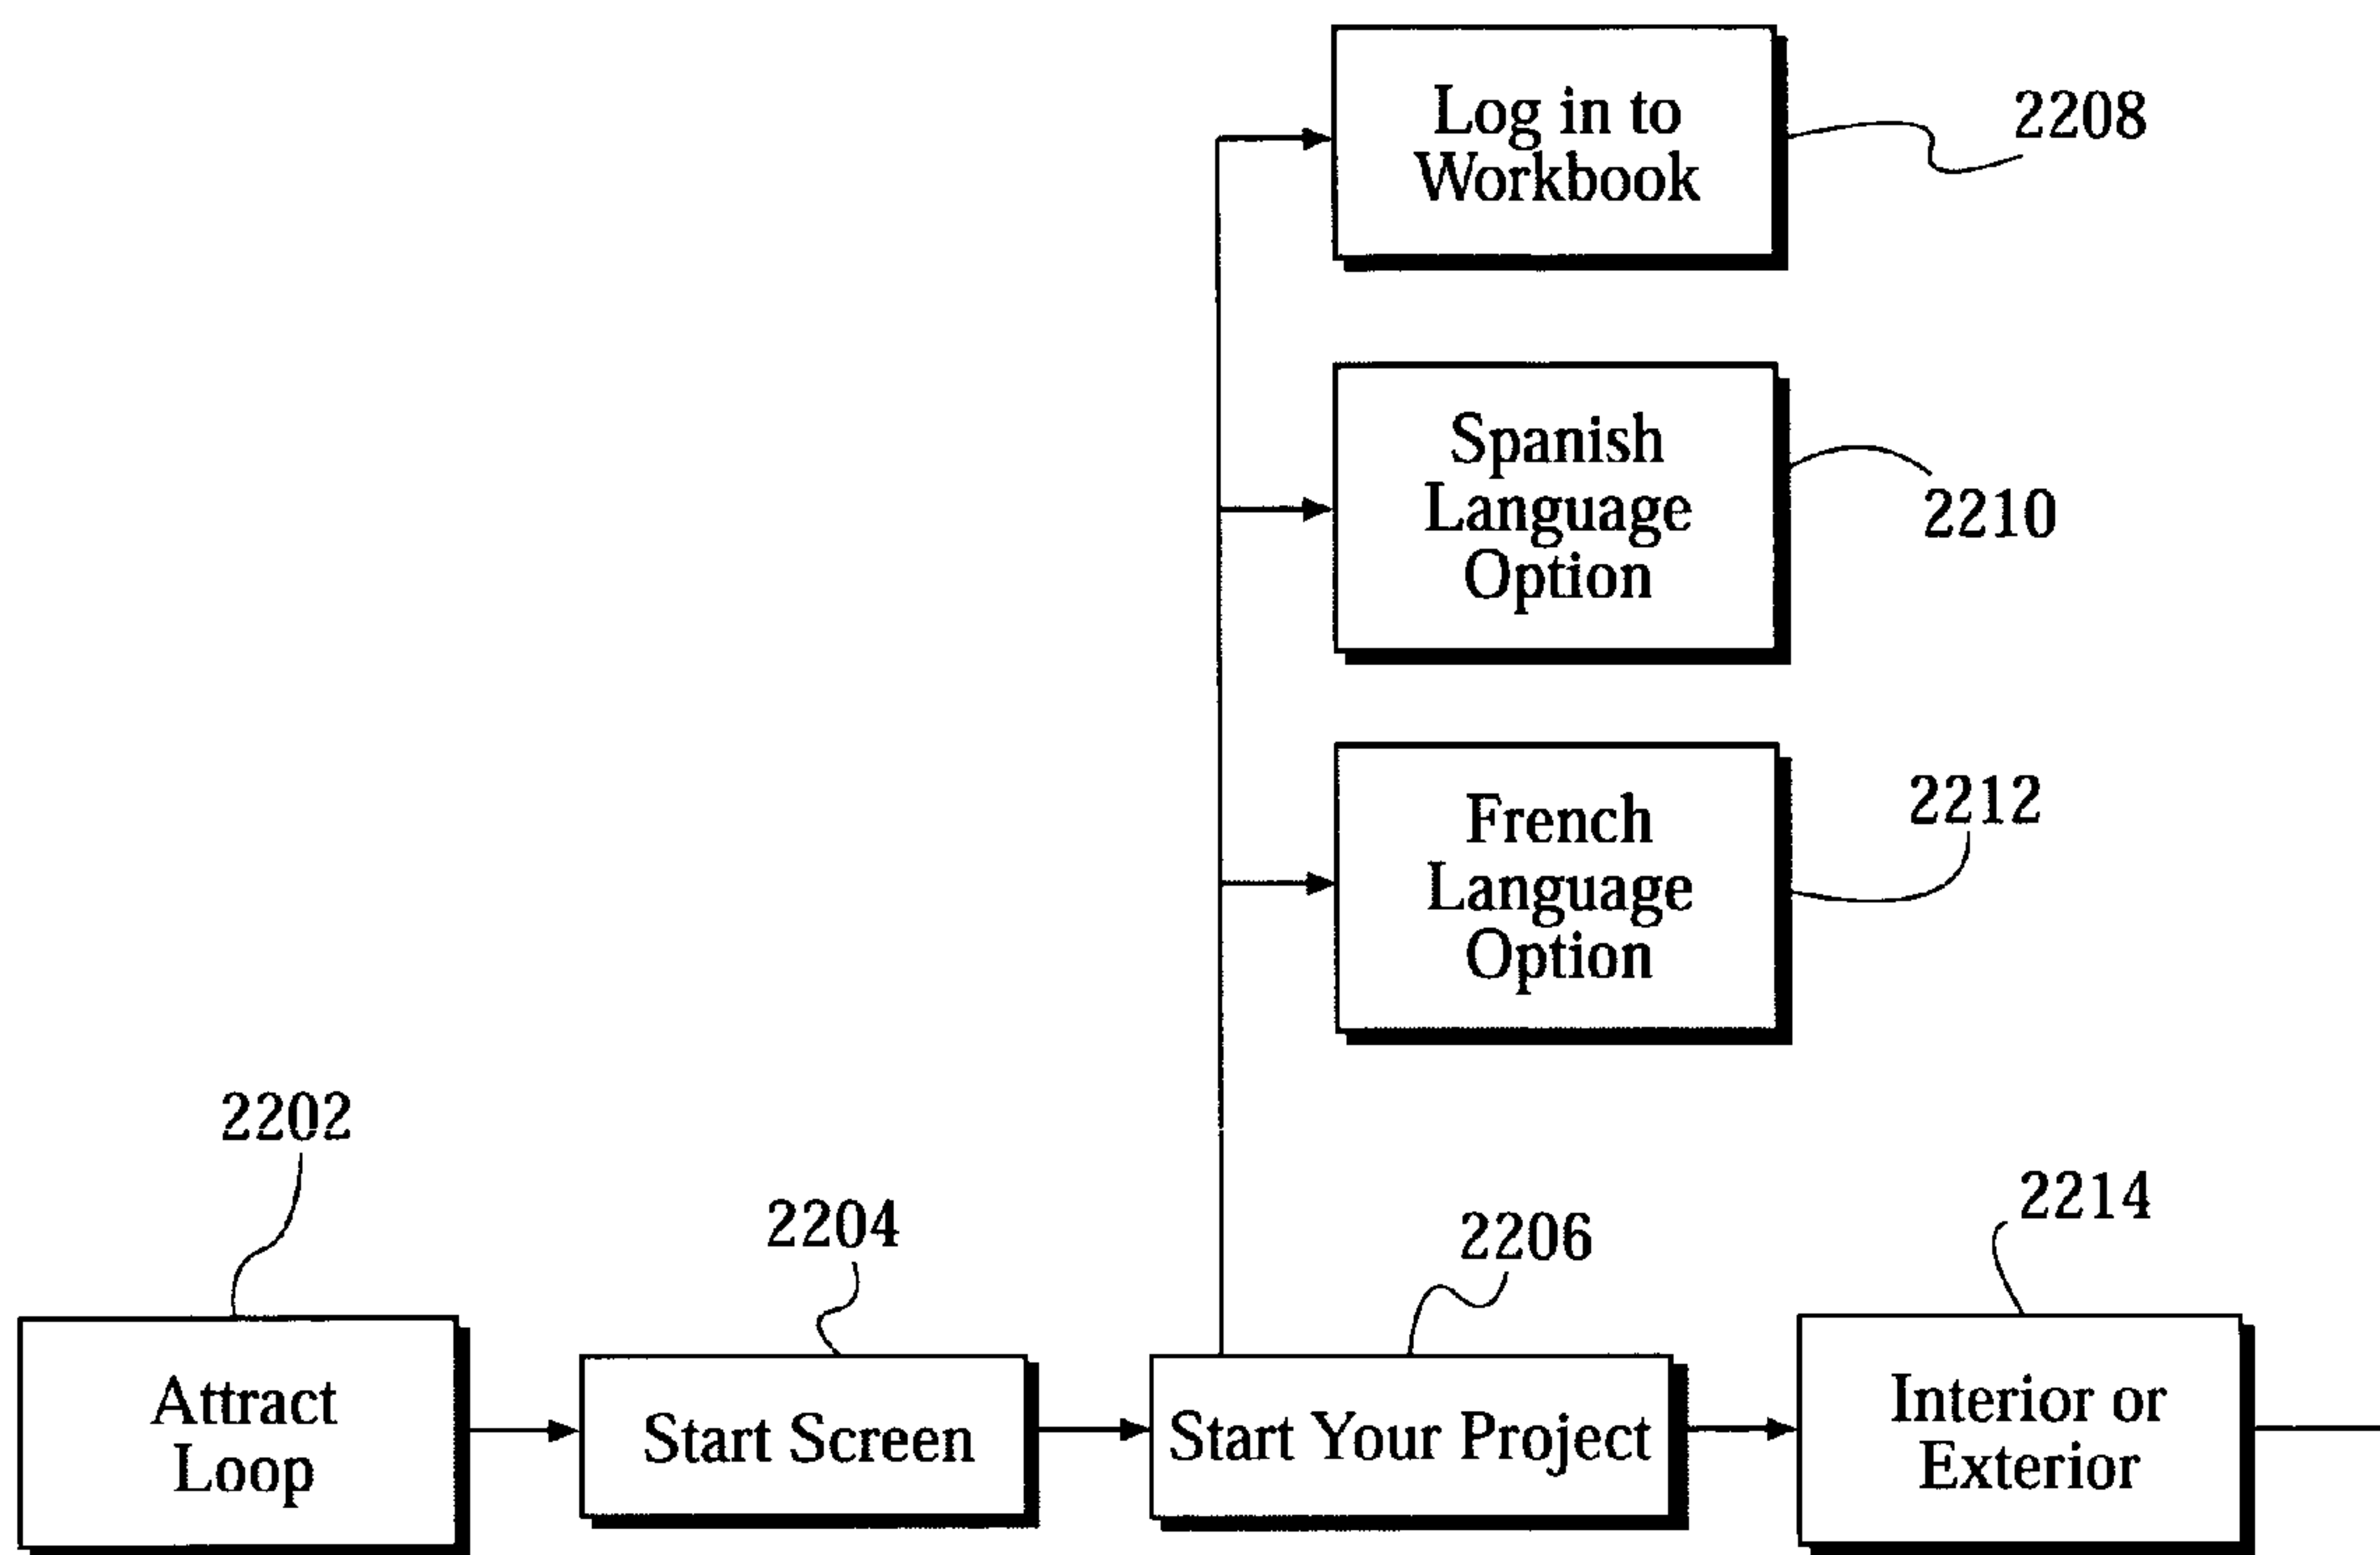 Log in to
Workbook
2208
Spanish
Language
Option
2210
French
Language
Option
2212
2202
Attract
Loop
2204
Start Screen
2206
Start Your Project
2214
Interior or
Exterior